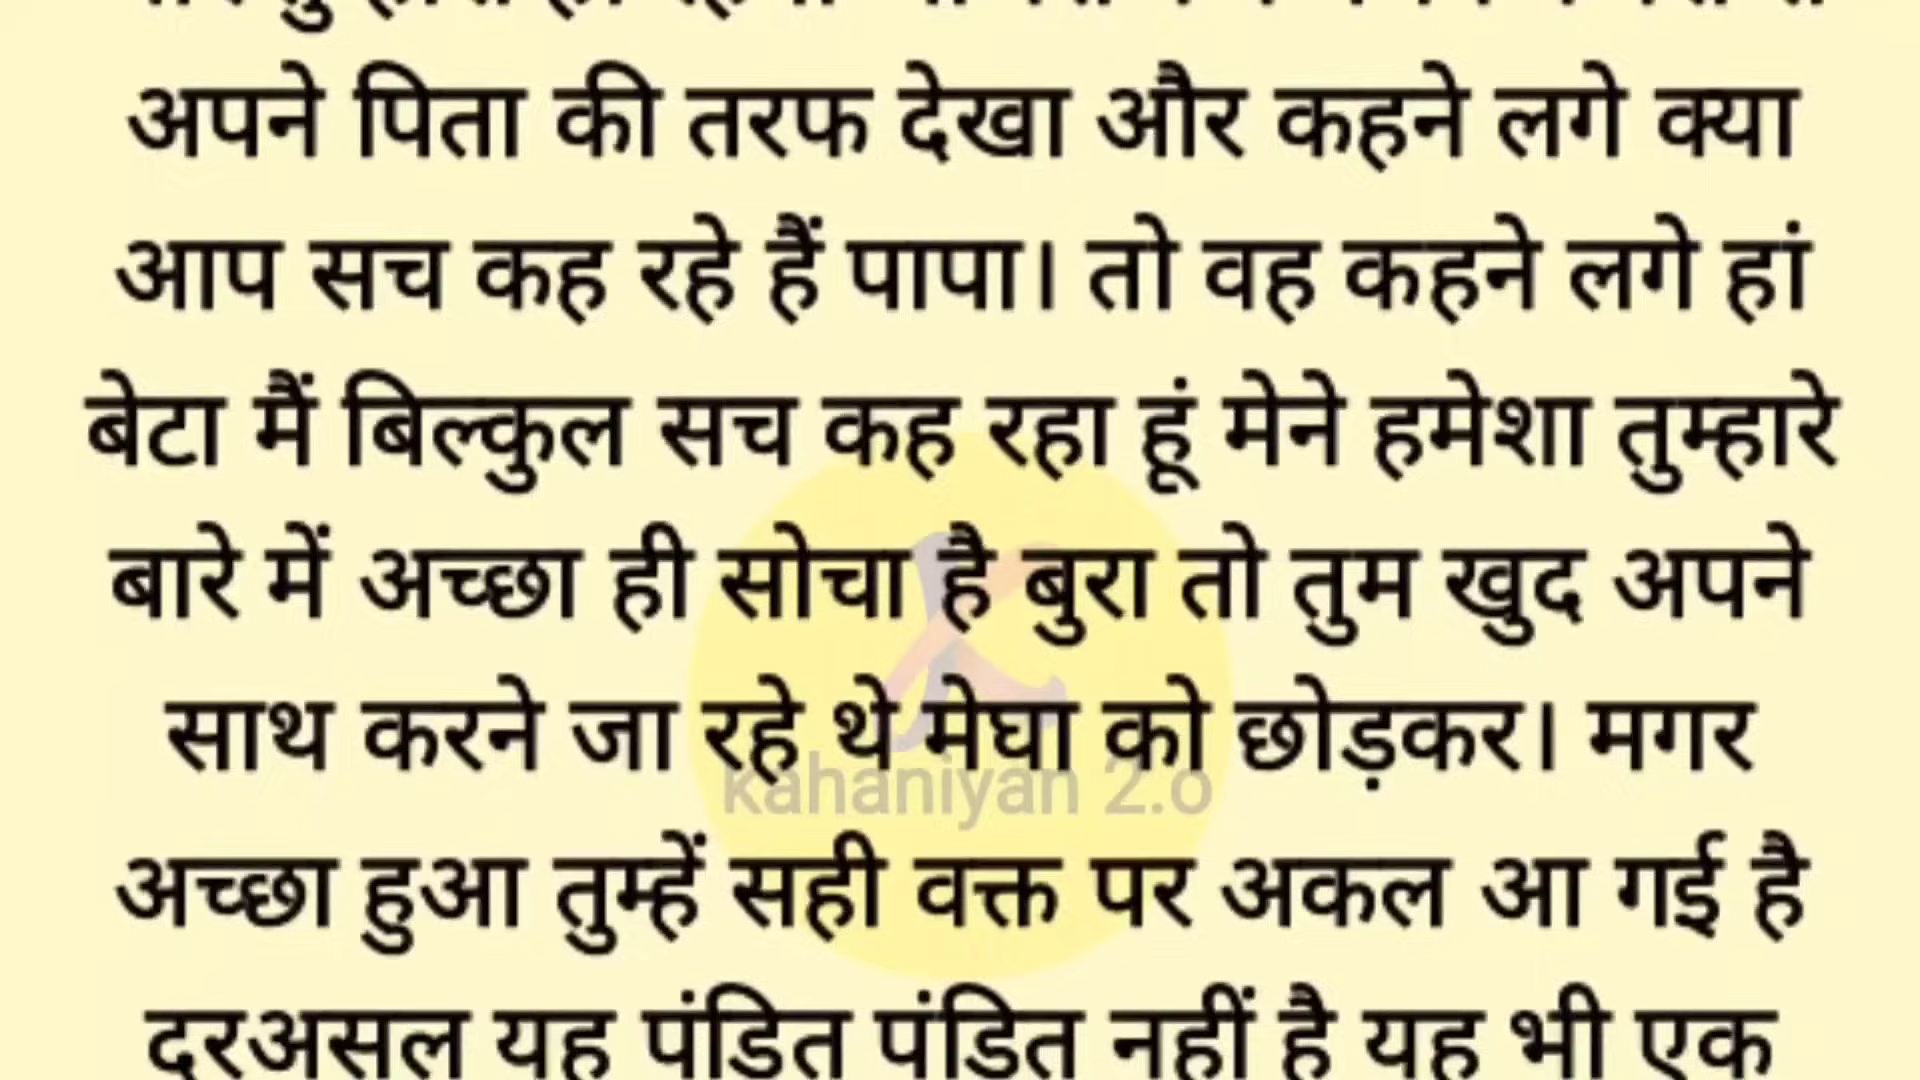 अपने पिता की तरफ देखा और कहने लगे क्या
आप सच कह रहे हैं पापा। तो वह कहने लगे हां
बेटा मैं बिल्कुल सच कह रहा हूं मेने हमेशा तुम्हारे
बारे में अच्छा ही सोचा है बुरा तो तुम खुद अपने
साथ करने जा रहे थे मेघा को छोड़कर। मगर
kahaniyan 2.o
अच्छा हुआ तुम्हें सही वक्त पर अकल आ गई है
दरअसल यह पंडित पंडित नहीं है यह भी एक